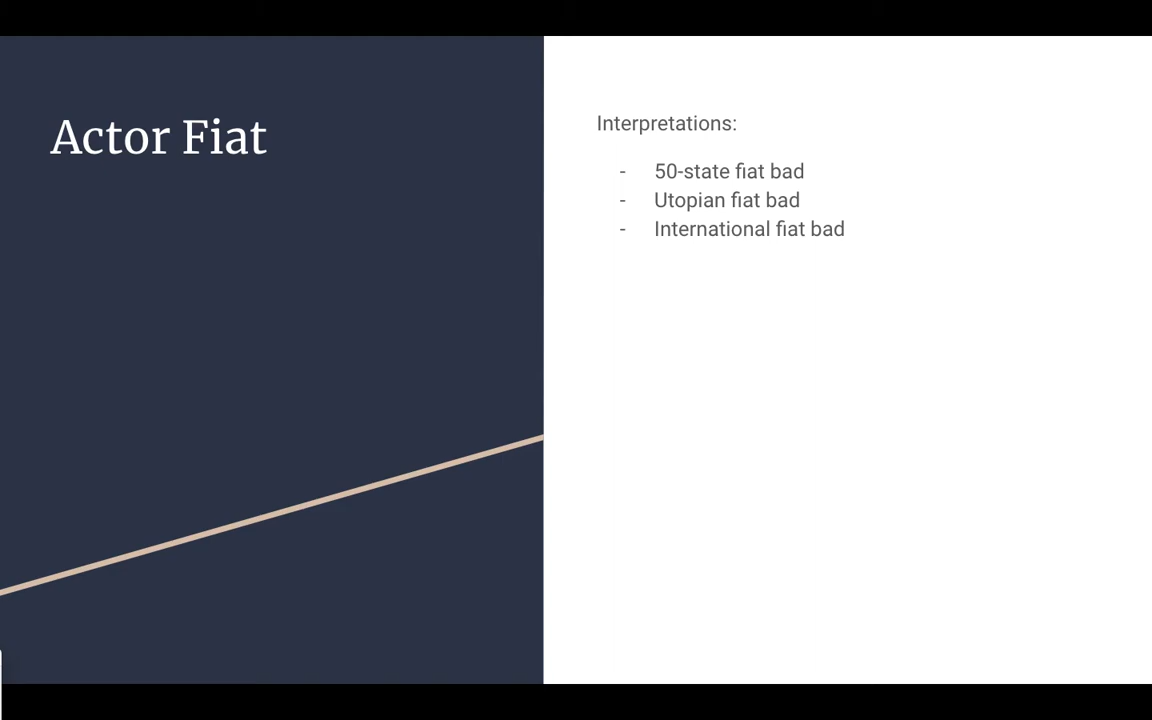 Actor Fiat
Interpretations:
- 50-state fiat bad
- Utopian fiat bad
- International fiat bad